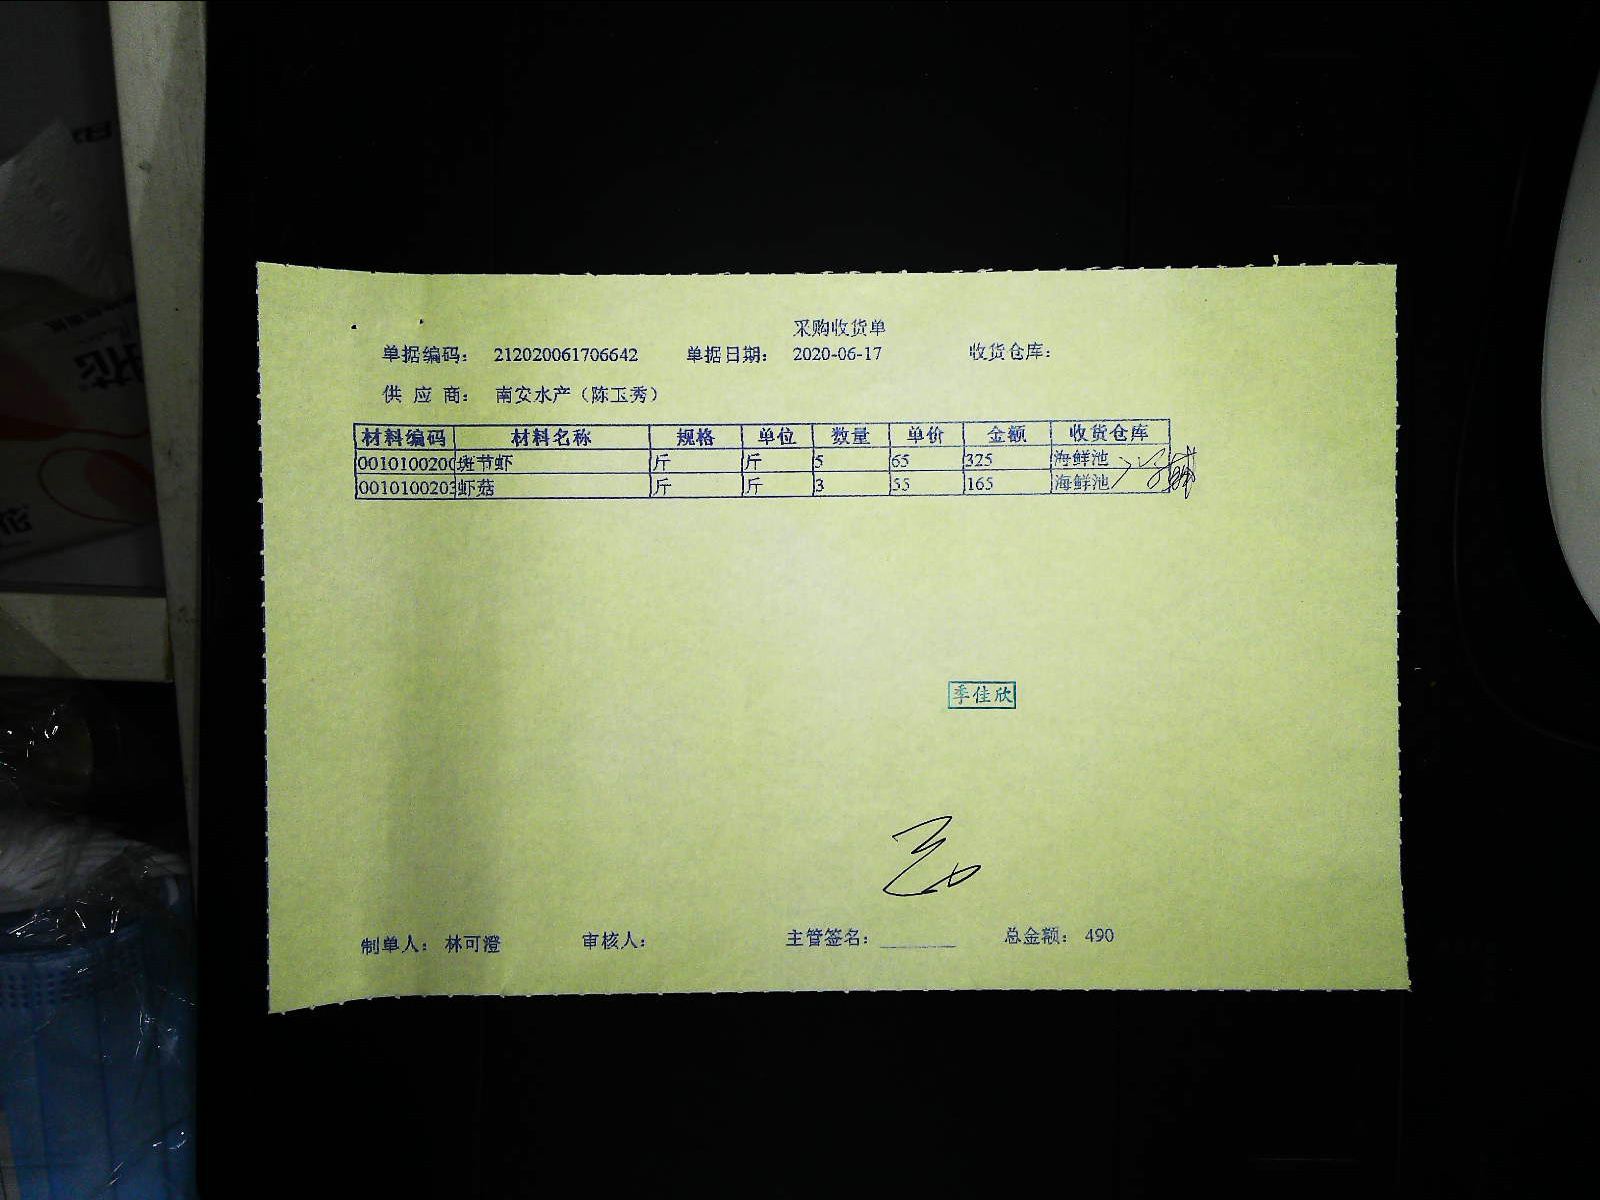 采购收货单
单据编码： 212020061706642 单据日期： 2020-06-17 收货仓库：
供 应 商： 南安水产（陈玉秀）
材料编码 材料名称 规格 单位 数量 单价 金额 收货仓库
0010100200 斑节虾 斤 斤 5 65 325 海鲜池
0010100203 虾菇 斤 斤 3 55 165 海鲜池
季佳欣
制单人： 林可澄 审核人： 主管签名： 总金额： 490